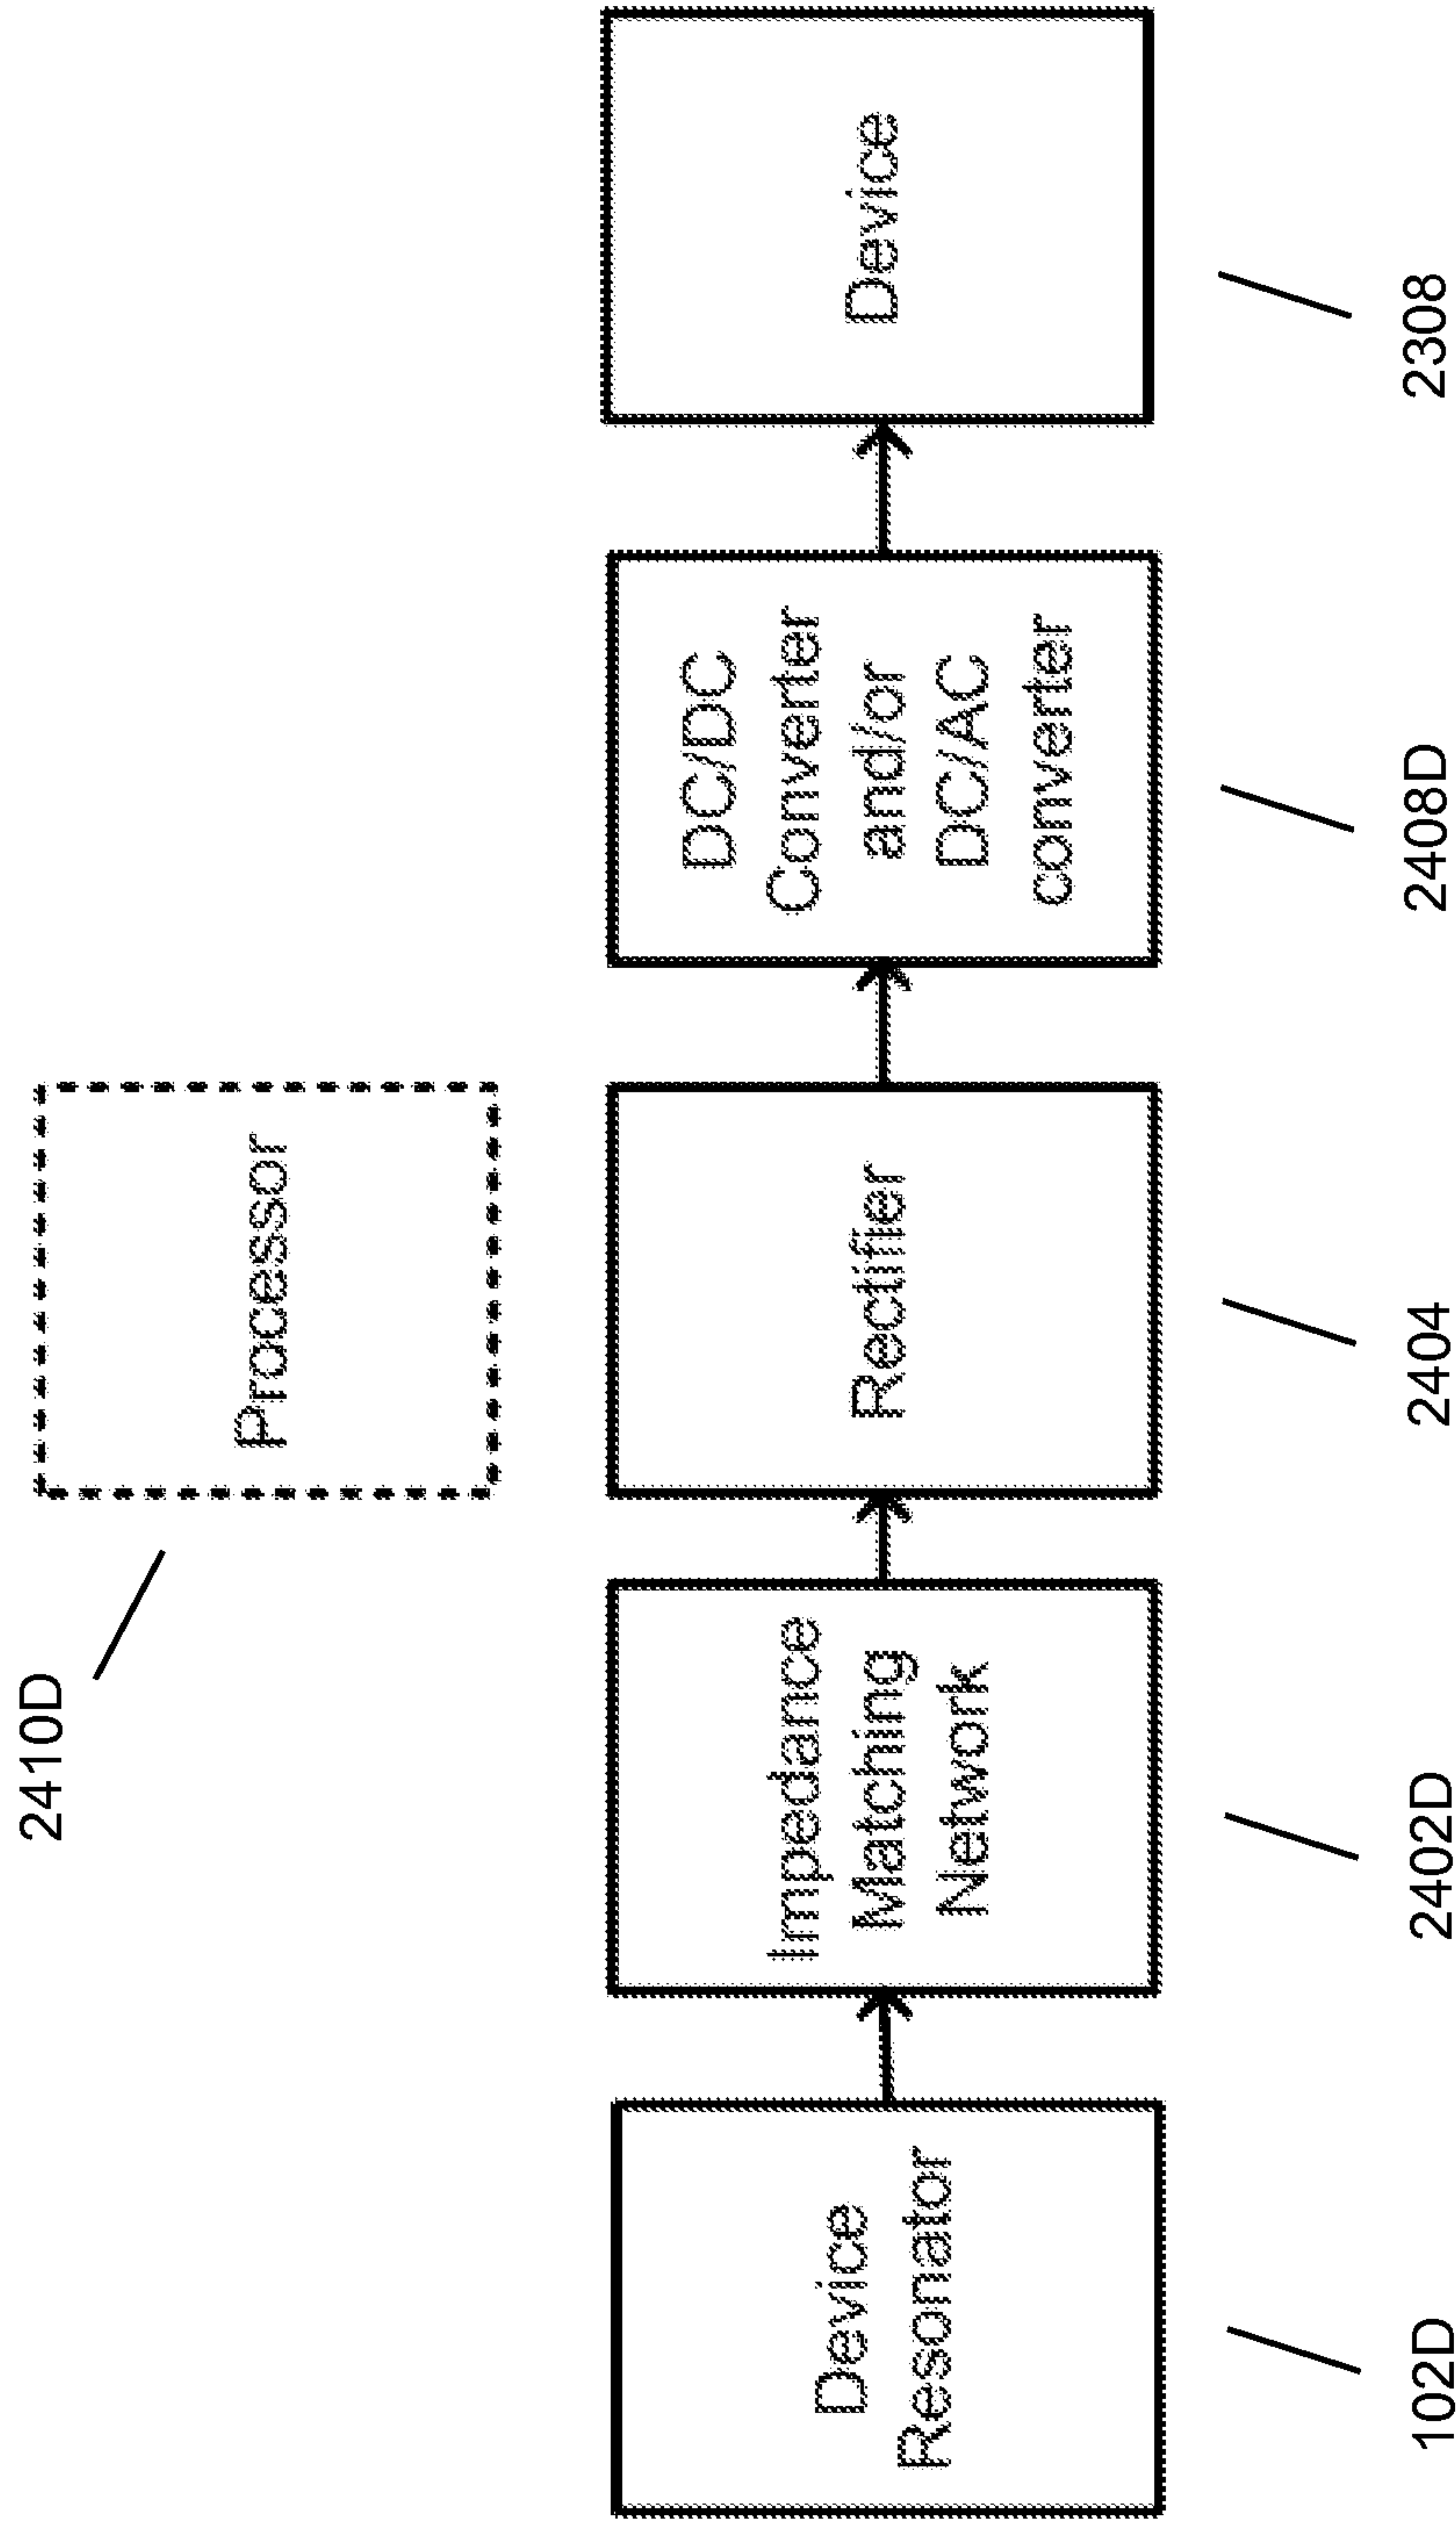 2410D
Processor
Device
Resonator
Impedance
Matching
Network
Rectifier
DC/DC
Converter
and/or
DC/AC
converter
Device
102D
2402D
2404
2408D
2308